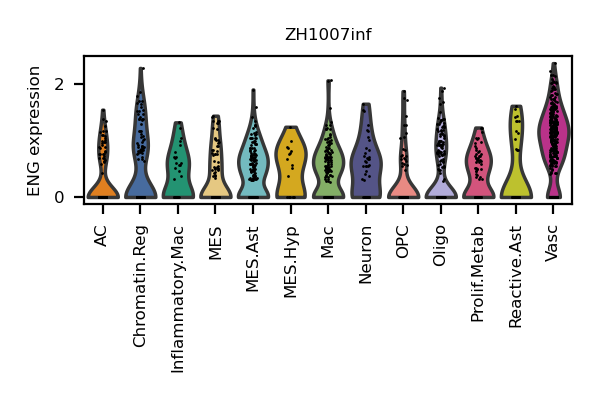 ZH1007inf
ENG expression
2
0
AC
Chromatin.Reg
Inflammatory.Mac
MES
MES.Ast
MES.Hyp
Mac
Neuron
OPC
Oligo
Prolif.Metab
Reactive.Ast
Vasc